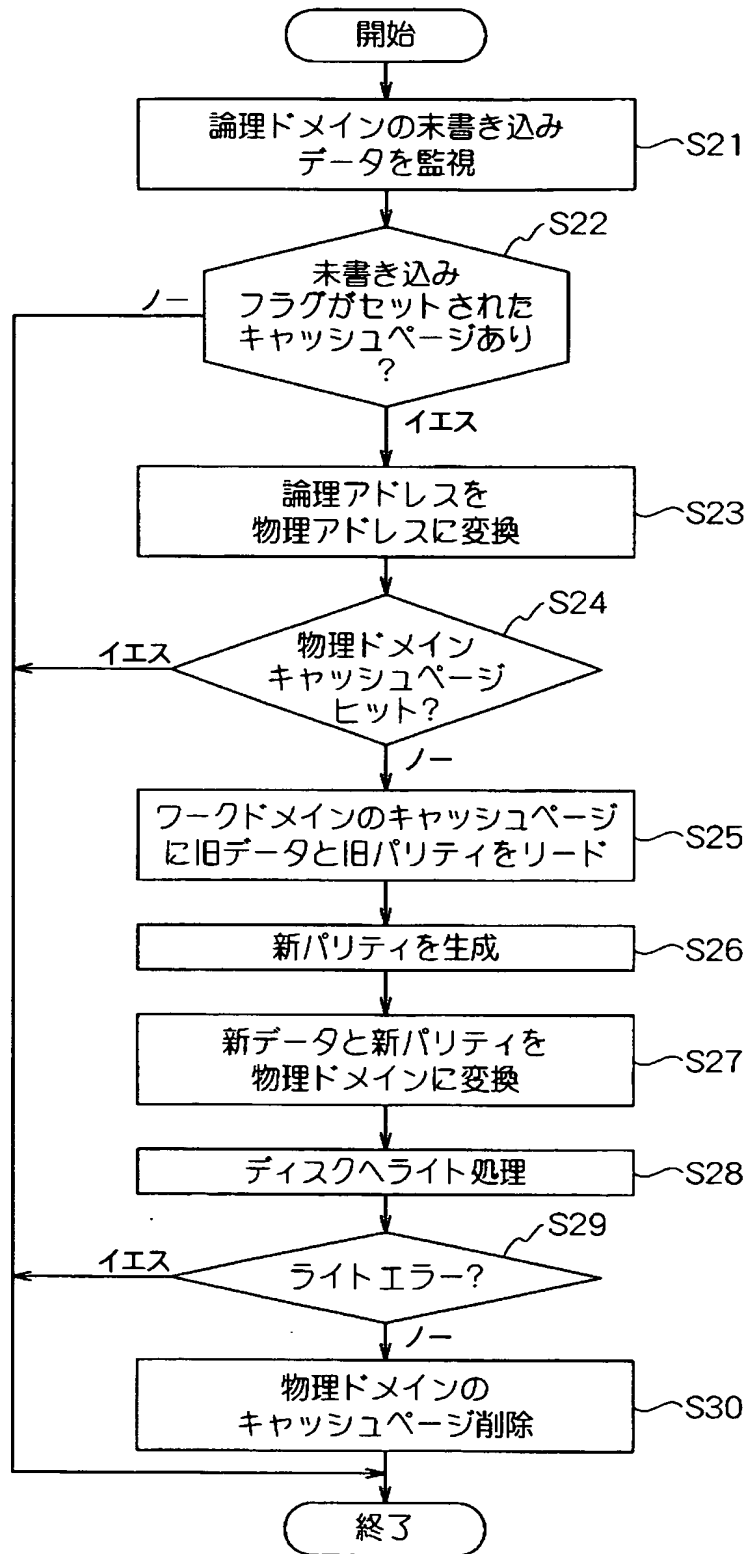 開始
論理ドメインの末書き込み
データを監視
S21
S22
未書き込み
フラグがセットされた
キャッシュページあり
?
ノー
イエス
論理アドレスを
物理アドレスに変換
S23
S24
物理ドメイン
キャッシュページ
ヒット?
イエス
ノー
ワークドメインのキャッシュページ
に旧データと旧パリティをリード
S25
新パリティを生成
S26
新データと新パリティを
物理ドメインに変換
S27
ディスクへライト処理
S28
S29
イエス
ライトエラー?
ノー
物理ドメインの
キャッシュページ削除
S30
終了